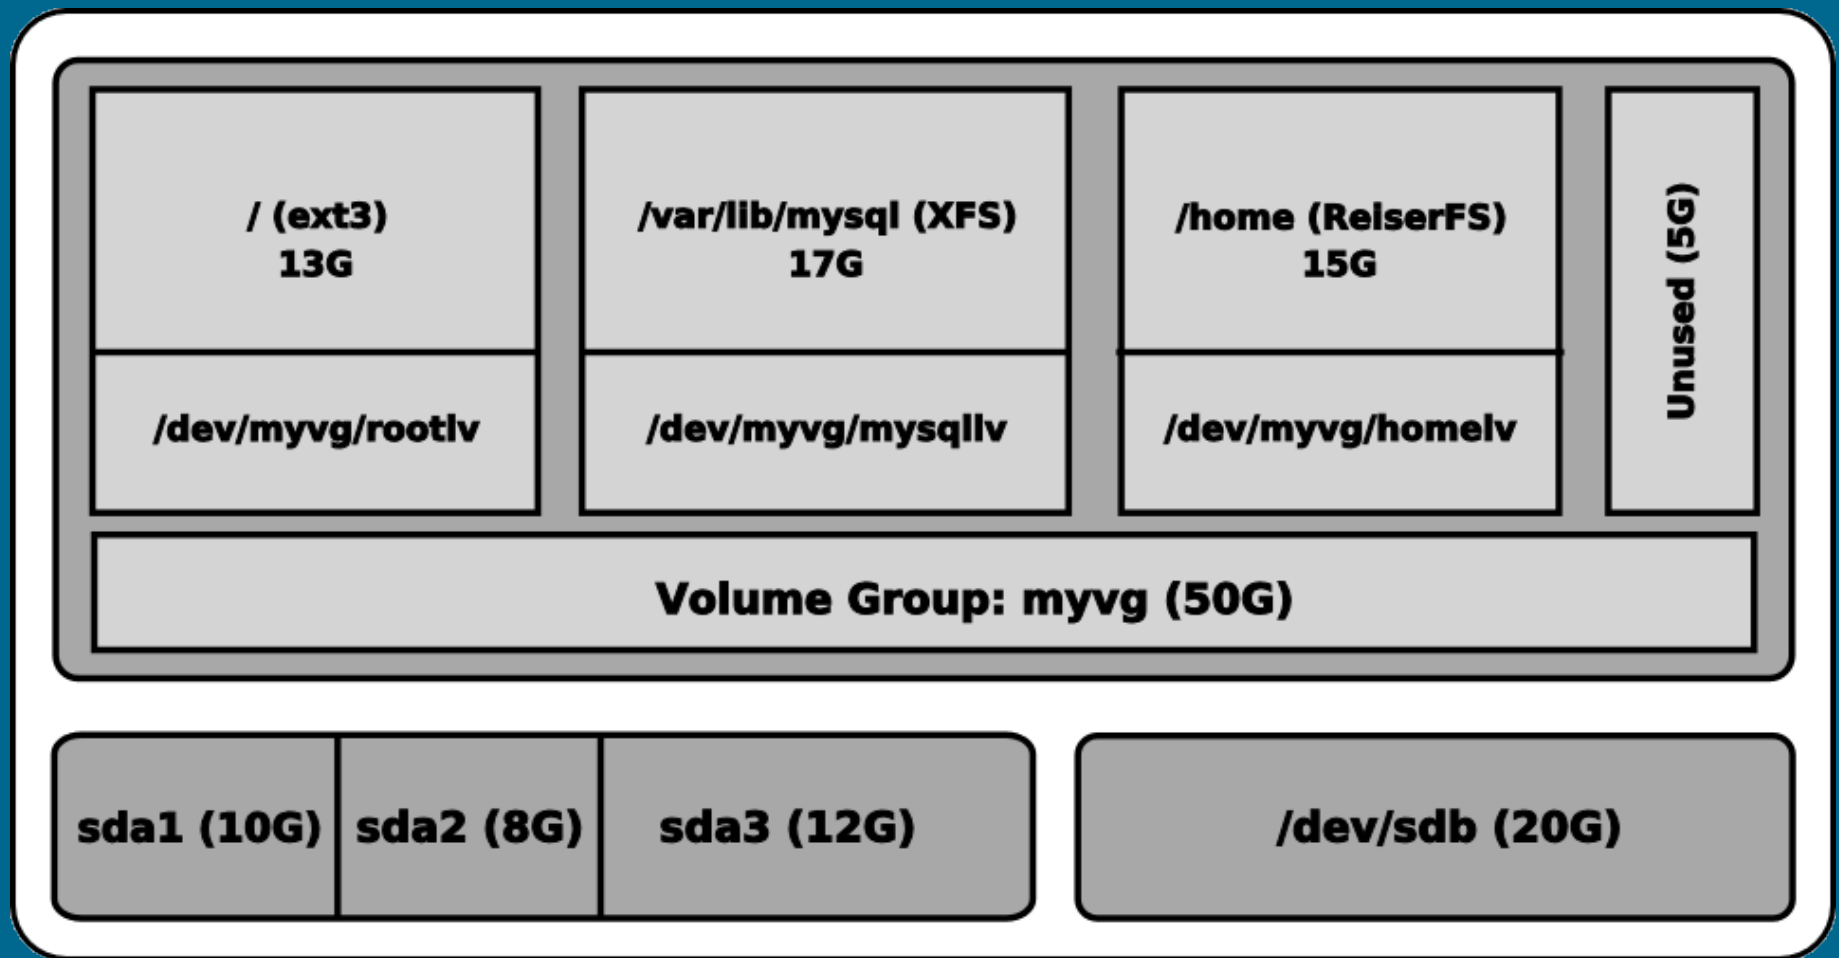 / (ext3)
13G
/var/lib/mysql (XFS)
17G
/home (ReiserFS)
15G
Unused (5G)
/dev/myvg/rootlv
/dev/myvg/mysqllv
/dev/myvg/homelv
Volume Group: myvg (50G)
sda1 (10G)
sda2 (8G)
sda3 (12G)
/dev/sdb (20G)